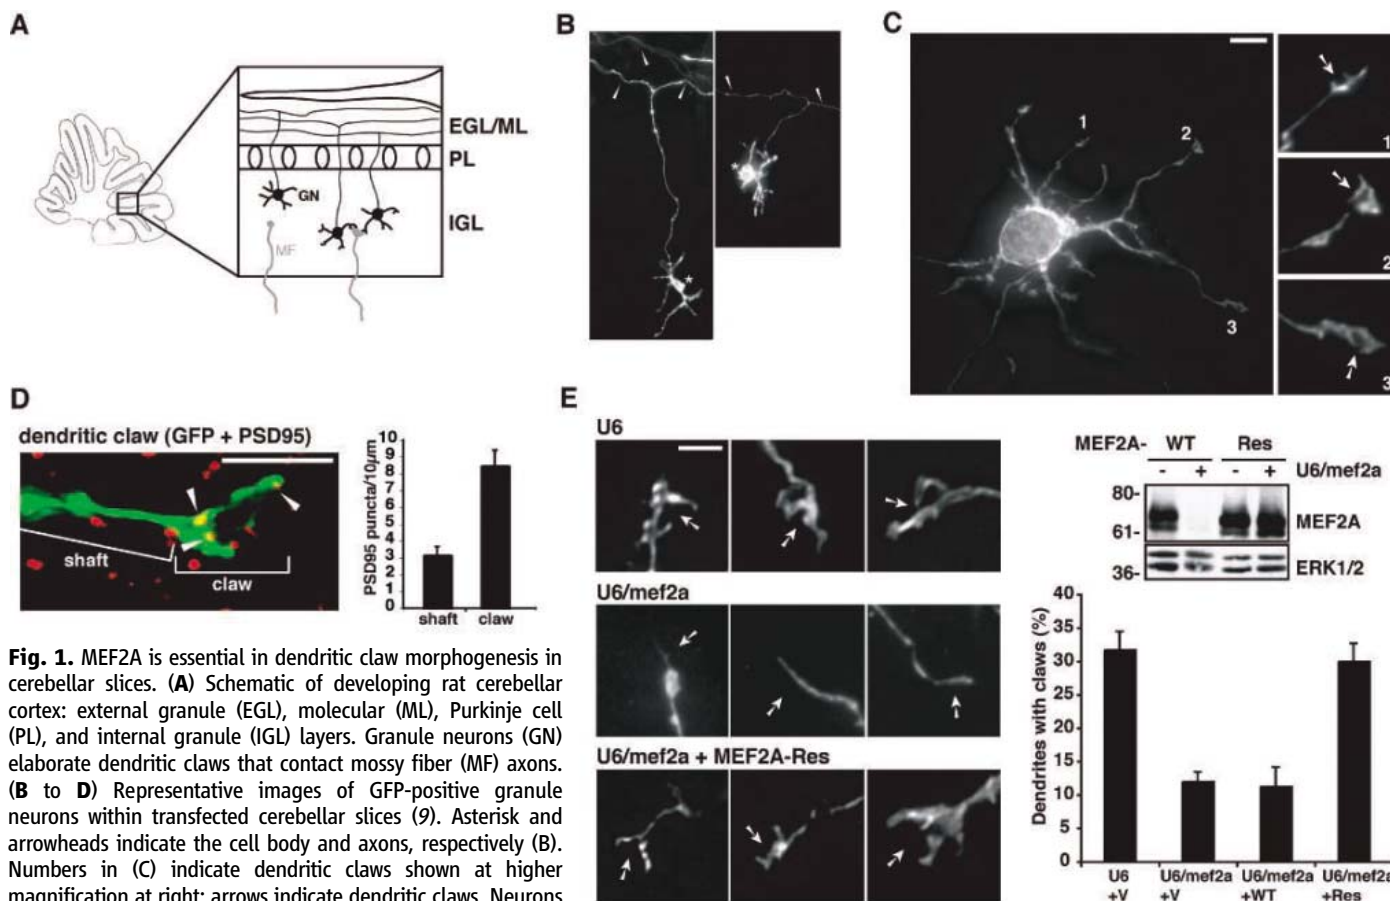 A
EGL/ML
PL
GN
IGL
MF
B
*
*
C
1
2
3
1
2
3
D
dendritic claw (GFP + PSD95)
shaft
claw
PSD95 puncta/10μm
10
9
8
7
6
5
4
3
2
1
0
shaft claw
E
U6
U6/mef2a
U6/mef2a + MEF2A-Res
MEF2A- WT Res
- + - + U6/mef2a
80-
61-
MEF2A
36-
ERK1/2
Dendrites with claws (%)
40
35
30
25
20
15
10
5
0
U6 U6/mef2a U6/mef2a U6/mef2a
+V +V +WT +Res
Fig. 1. MEF2A is essential in dendritic claw morphogenesis in
cerebellar slices. (A) Schematic of developing rat cerebellar
cortex: external granule (EGL), molecular (ML), Purkinje cell
(PL), and internal granule (IGL) layers. Granule neurons (GN)
elaborate dendritic claws that contact mossy fiber (MF) axons.
(B to D) Representative images of GFP-positive granule
neurons within transfected cerebellar slices (9). Asterisk and
arrowheads indicate the cell body and axons, respectively (B).
Numbers in (C) indicate dendritic claws shown at higher
magnification at right; arrows indicate dendritic claws. Neurons